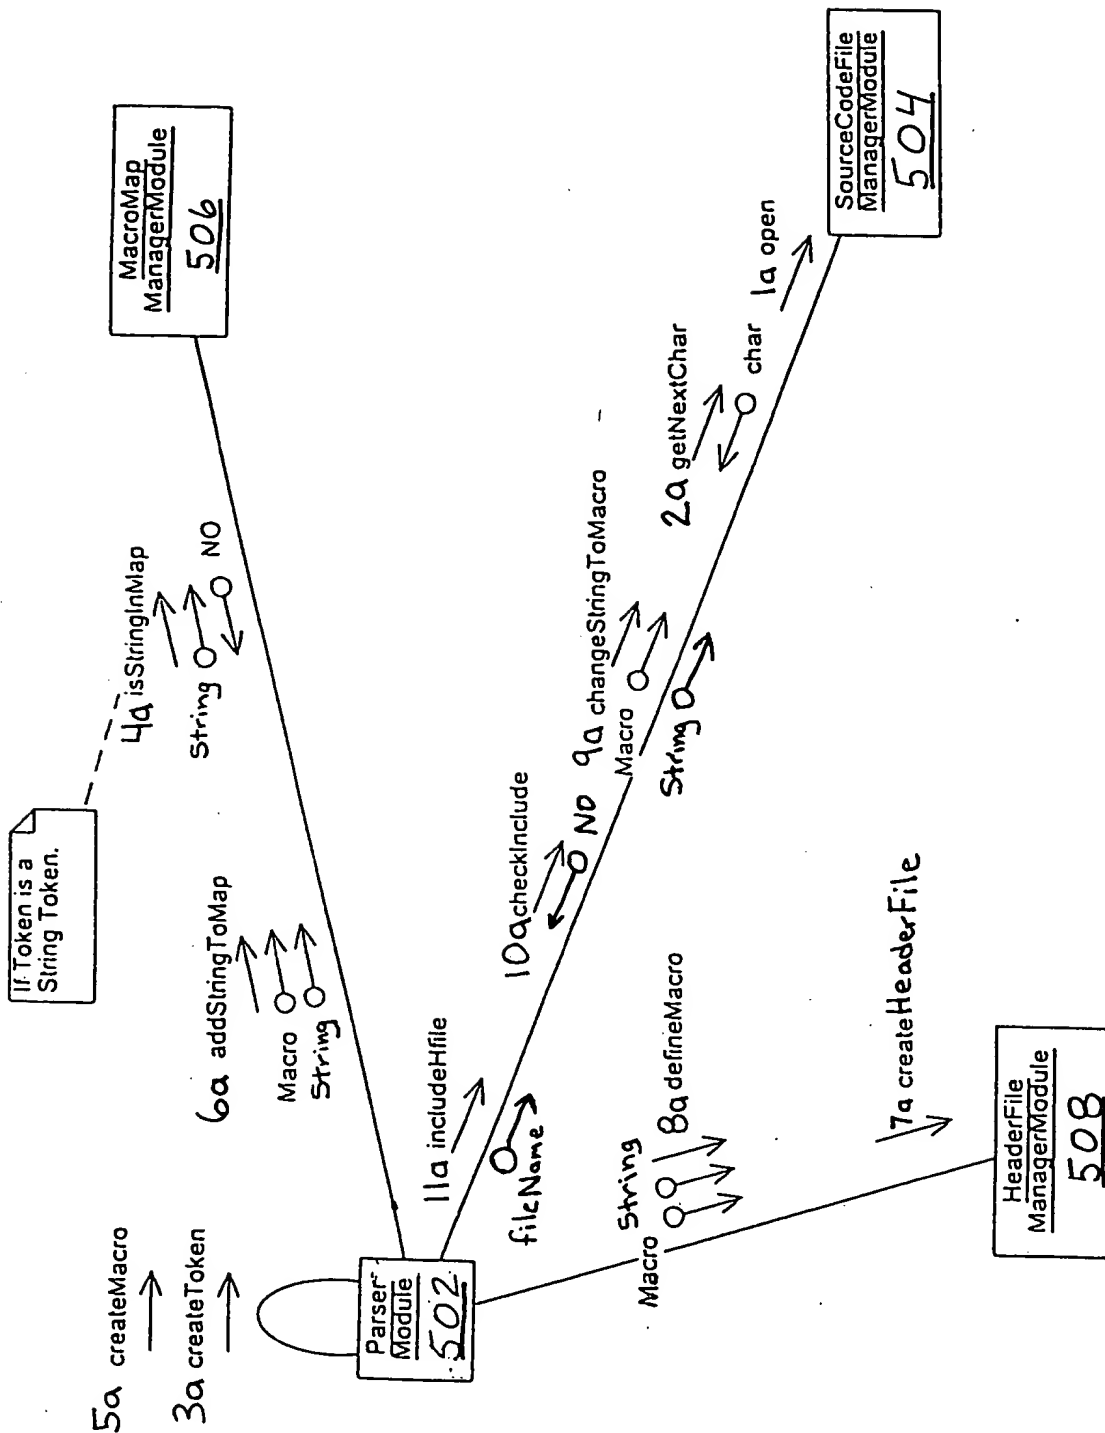 If Token is a
String Token.
4a isStringInMap
String
NO
MacroMap
ManagerModule
506
6a addStringToMap
Macro
String
5a createMacro
3a createToken
Parser-
Module
502
11a includeHfile
fileName
10a checkInclude
NO
9a changeStringToMacro
Macro
String
2a getNextChar
char
1a open
SourceCodeFile
ManagerModule
504
Macro
String
8a defineMacro
7a createHeaderFile
HeaderFile
ManagerModule
508